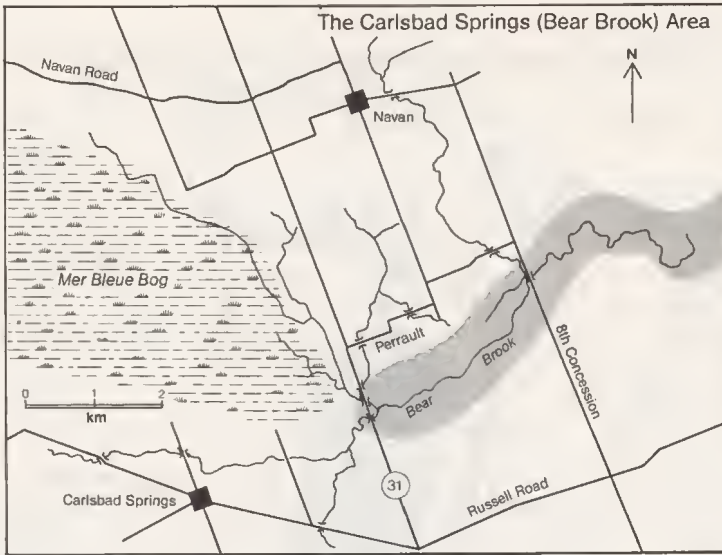 The Carlsbad Springs (Bear Brook) Area
N
Navan Road
Navan
Mer Bleue Bog
Perrault
Bear Brook
8th Concession
0 1 2
km
31
Carlsbad Springs
Russell Road